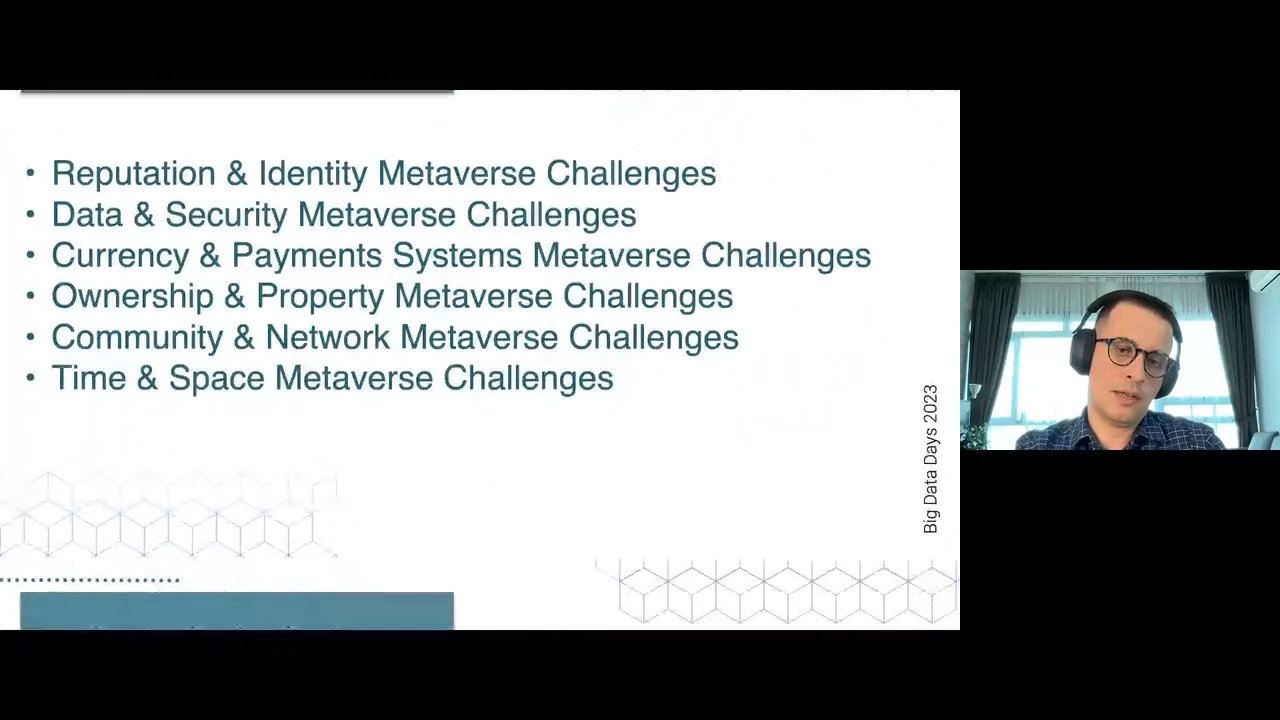 • Reputation & Identity Metaverse Challenges
• Data & Security Metaverse Challenges
• Currency & Payments Systems Metaverse Challenges
• Ownership & Property Metaverse Challenges
• Community & Network Metaverse Challenges
• Time & Space Metaverse Challenges
Big Data Days 2023